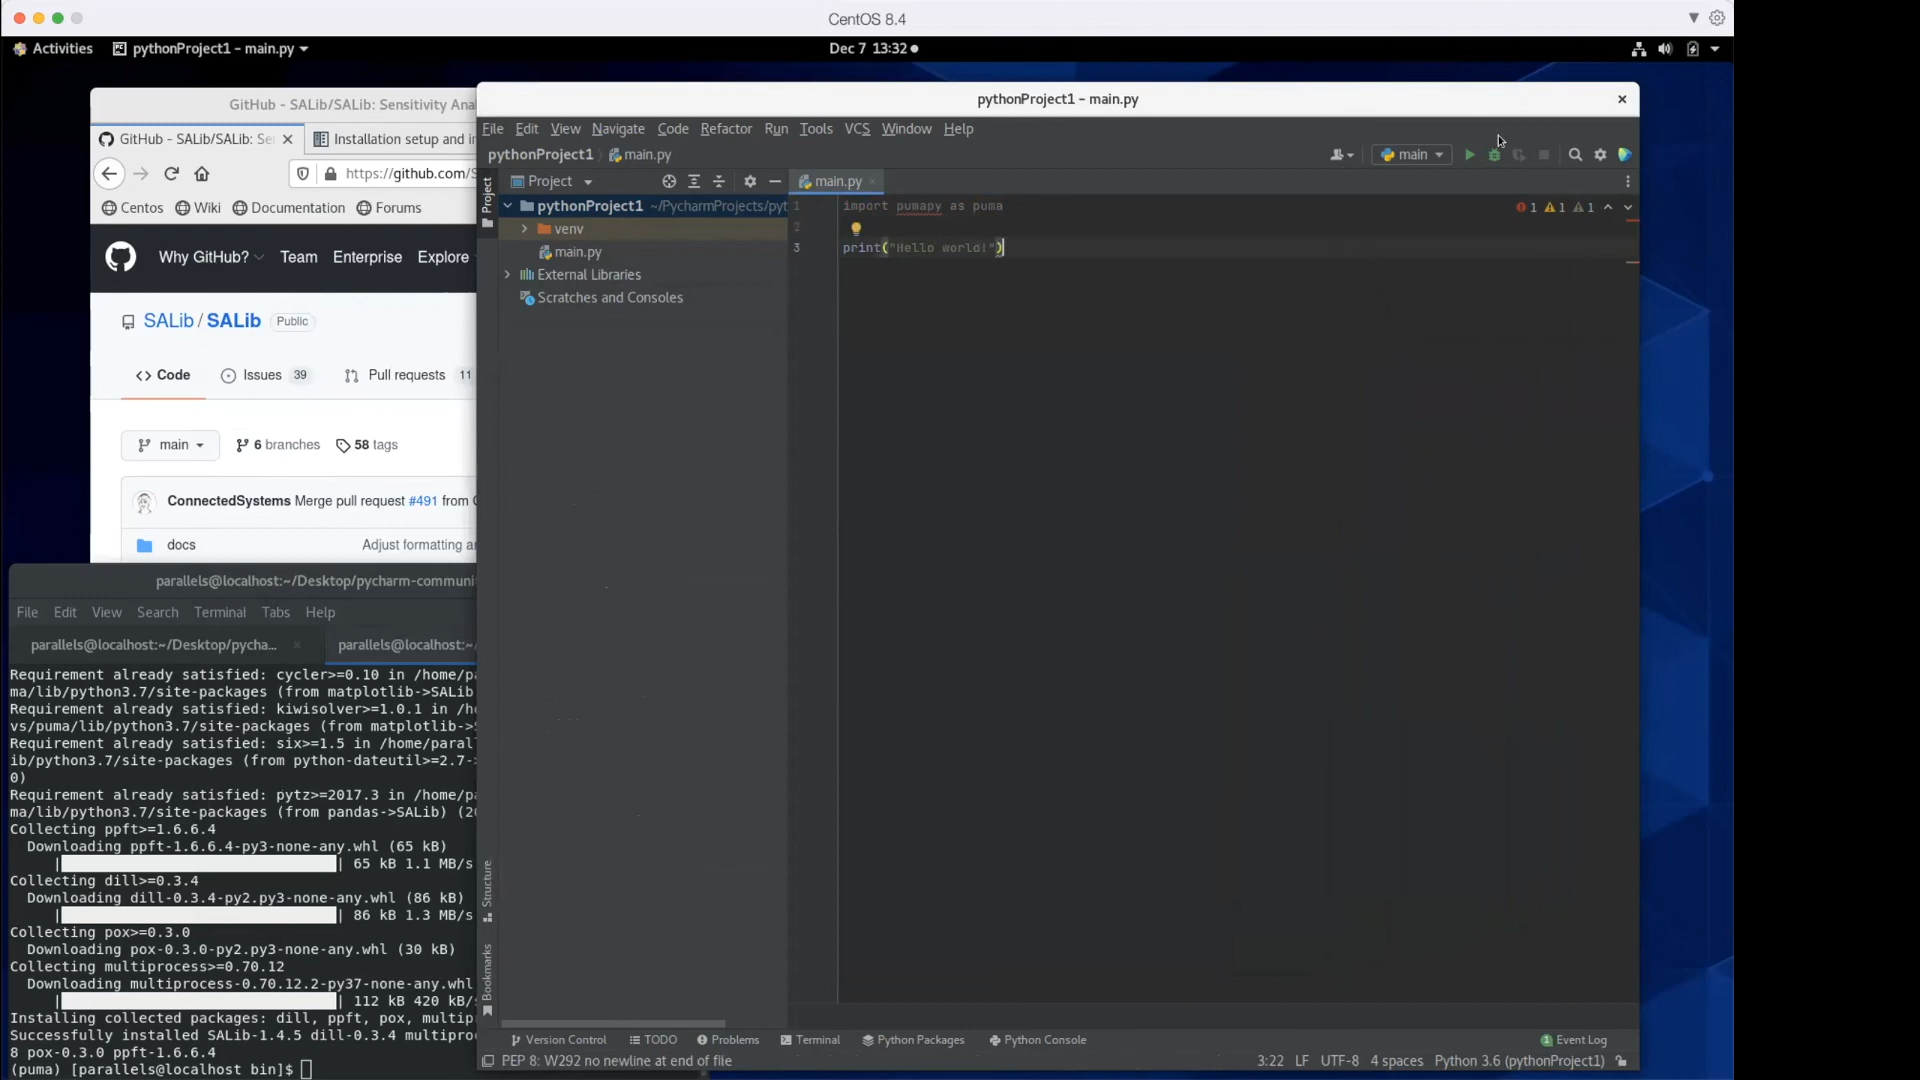 CentOS 8.4
Activities pythonProject1 – main.py Dec 7 13:32
GitHub - SALib/SALib: Sensitivity Ana
GitHub - SALib/SALib: Se Installation setup and i
https://github.com/S
Centos Wiki Documentation Forums
Why GitHub? Team Enterprise Explore
SALib / SALib Public
Code Issues 39 Pull requests 11
main 6 branches 58 tags
ConnectedSystems Merge pull request #491 from
docs Adjust formatting a
parallels@localhost:~/Desktop/pycharm-communi
File Edit View Search Terminal Tabs Help
parallels@localhost:~/Desktop/pycha... parallels@localhost:~/
Requirement already satisfied: cycler>=0.10 in /home/pa
ma/lib/python3.7/site-packages (from matplotlib->SALib
Requirement already satisfied: kiwisolver>=1.0.1 in /h
vs/puma/lib/python3.7/site-packages (from matplotlib->
Requirement already satisfied: six>=1.5 in /home/paral
ib/python3.7/site-packages (from python-dateutil>=2.7-
0)
Requirement already satisfied: pytz>=2017.3 in /home/pa
ma/lib/python3.7/site-packages (from pandas->SALib) (20
Collecting ppft>=1.6.6.4
Downloading ppft-1.6.6.4-py3-none-any.whl (65 kB)
| | 65 kB 1.1 MB/s
Collecting dill>=0.3.4
Downloading dill-0.3.4-py2.py3-none-any.whl (86 kB)
| | 86 kB 1.3 MB/s
Collecting pox>=0.3.0
Downloading pox-0.3.0-py2.py3-none-any.whl (30 kB)
Collecting multiprocess>=0.70.12
Downloading multiprocess-0.70.12.2-py37-none-any.whl
| | 112 kB 420 kB/s
Installing collected packages: dill, ppft, pox, multip
Successfully installed SALib-1.4.5 dill-0.3.4 multiproc
8 pox-0.3.0 ppft-1.6.6.4
(puma) [parallels@localhost bin]$
pythonProject1 – main.py
File Edit View Navigate Code Refactor Run Tools VCS Window Help
pythonProject1 main.py main
Project main.py
pythonProject1 ~/PycharmProjects/pyt
venv
main.py
External Libraries
Scratches and Consoles
Project
Structure
Bookmarks
1 import pumapy as puma 1 1 1
2
3 print("Hello world!")
Version Control TODO Problems Terminal Python Packages Python Console 1 Event Log
PEP 8: W292 no newline at end of file 3:22 LF UTF-8 4 spaces Python 3.6 (pythonProject1)